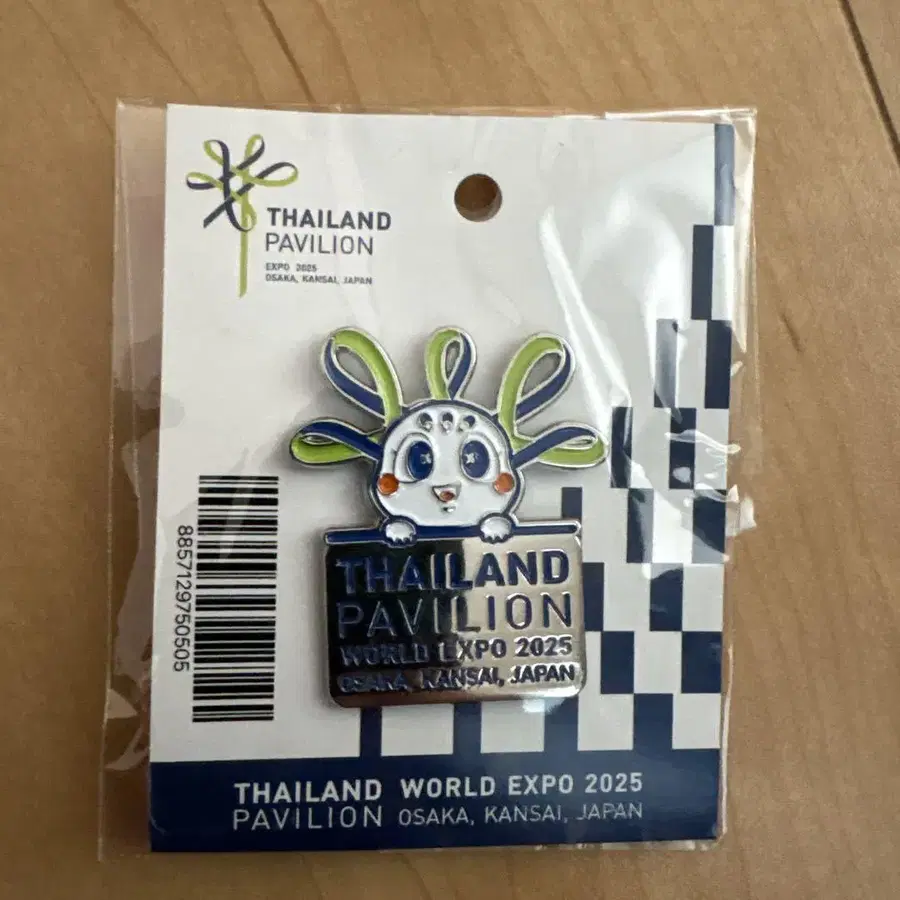 THAILAND
PAVILION
EXPO 2025
OSAKA, KANSAI, JAPAN
8857129750505
THAILAND
PAVILION
WORLD EXPO 2025
OSAKA, KANSAI, JAPAN
THAILAND WORLD EXPO 2025
PAVILION OSAKA, KANSAI, JAPAN